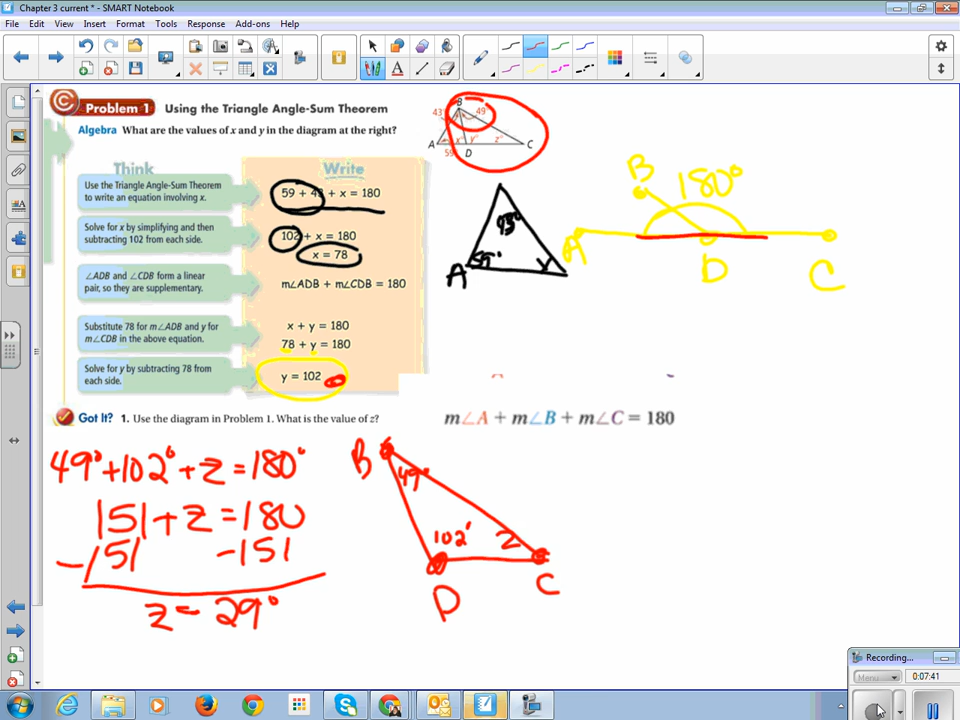 Chapter 3 current * - SMART Notebook
File Edit View Insert Format Tools Response Add-ons Help
Problem 1 Using the Triangle Angle-Sum Theorem
Algebra What are the values of x and y in the diagram at the right?
Think Write
Use the Triangle Angle-Sum Theorem to write an equation involving x.
59 + 43 + x = 180
Solve for x by simplifying and then subtracting 102 from each side.
102 + x = 180
x = 78
∠ADB and ∠CDB form a linear pair, so they are supplementary.
m∠ADB + m∠CDB = 180
Substitute 78 for m∠ADB and y for m∠CDB in the above equation.
x + y = 180
78 + y = 180
Solve for y by subtracting 78 from each side.
y = 102
B
43°
49°
A
x°
y°
z°
C
59°
D
A
59°
43°
x
B
180°
A
D
C
Got It? 1. Use the diagram in Problem 1. What is the value of z?
m∠A + m∠B + m∠C = 180
49° + 102° + z = 180°
151 + z = 180
-151 -151
z = 29°
B
49°
102°
z
D
C
Recording...
Menu
0:07:41